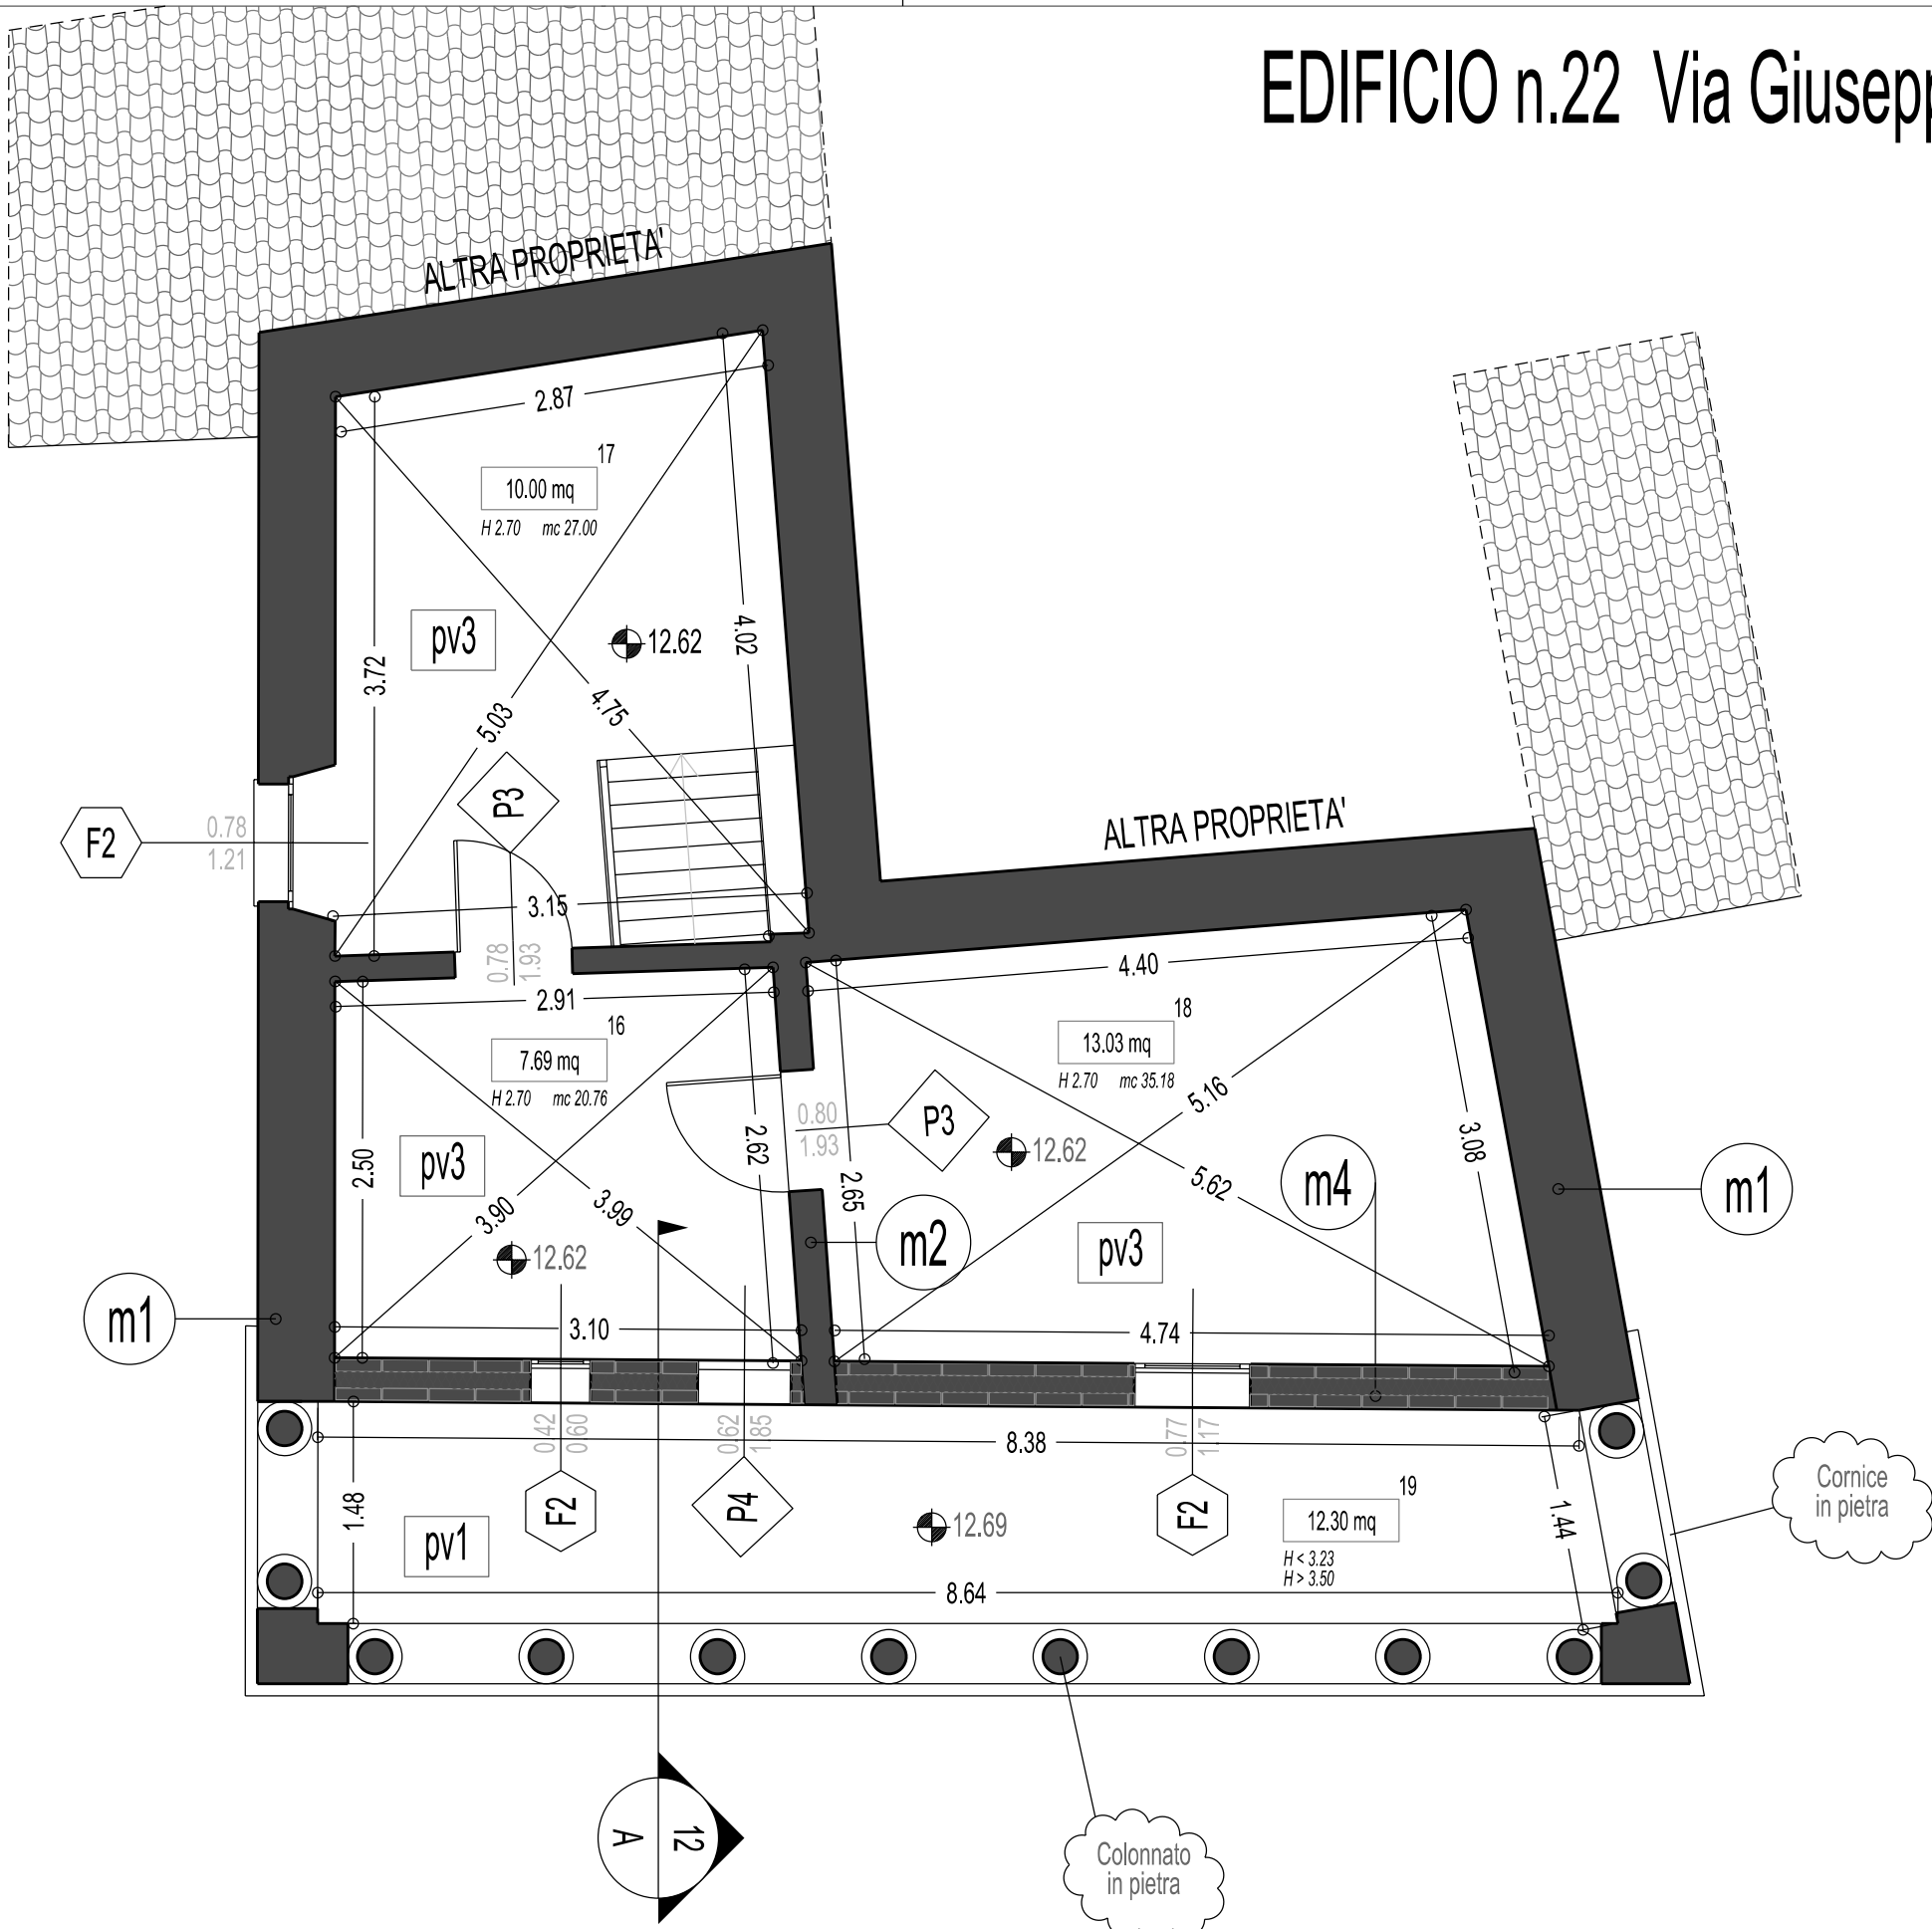 EDIFICIO n.22 Via Giusepp
ALTRA PROPRIETA'
2.87
17
10.00 mq
H 2.70 mc 27.00
pv3
12.62
4.02
3.72
5.03
4.75
P3
F2
0.78
1.21
3.15
0.78
1.93
ALTRA PROPRIETA'
2.91
16
7.69 mq
H 2.70 mc 20.76
4.40
18
13.03 mq
H 2.70 mc 35.18
5.16
P3
0.80
1.93
12.62
2.62
2.65
3.08
5.62
m4
m1
2.50
pv3
3.90
3.99
m2
pv3
12.62
m1
3.10
4.74
0.42
0.60
0.62
1.85
0.77
1.17
8.38
1.48
F2
P4
F2
pv1
12.69
19
12.30 mq
H < 3.23
H > 3.50
1.44
Cornice
in pietra
8.64
A
12
Colonnato
in pietra